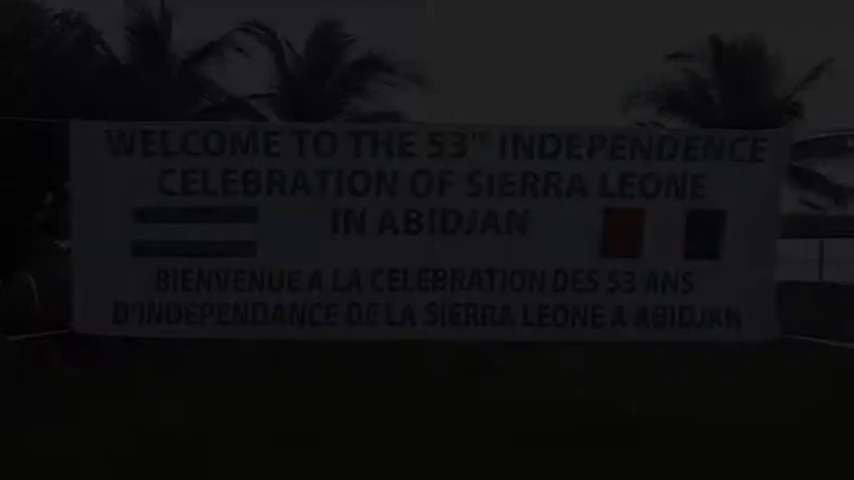 WELCOME TO THE 53RD INDEPENDENCE
CELEBRATION OF SIERRA LEONE
IN ABIDJAN
BIENVENUE A LA CELEBRATION DES 53 ANS
D'INDEPENDANCE DE LA SIERRA LEONE A ABIDJAN